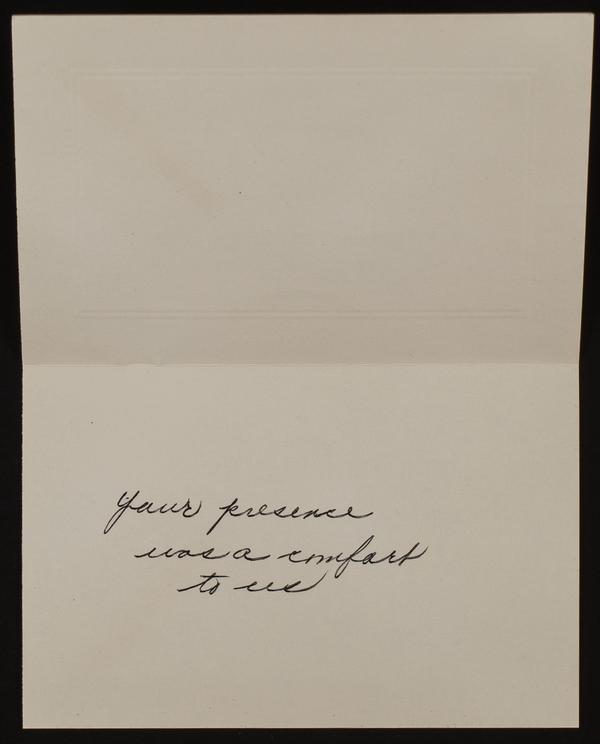 Your presence
was a comfort
to us